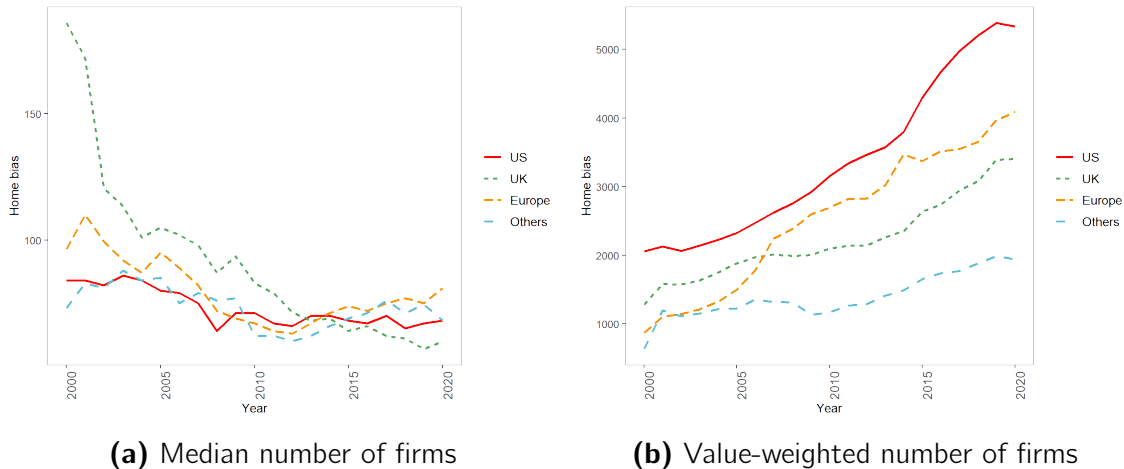 150
100
Home bias
2000
2005
2010
2015
2020
Year
US
UK
Europe
Others
(a) Median number of firms
5000
4000
3000
2000
1000
Home bias
2000
2005
2010
2015
2020
Year
US
UK
Europe
Others
(b) Value-weighted number of firms